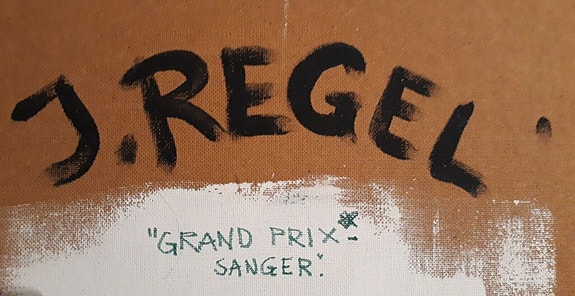 J. REGEL.
"GRAND PRIX*-
SANGER".